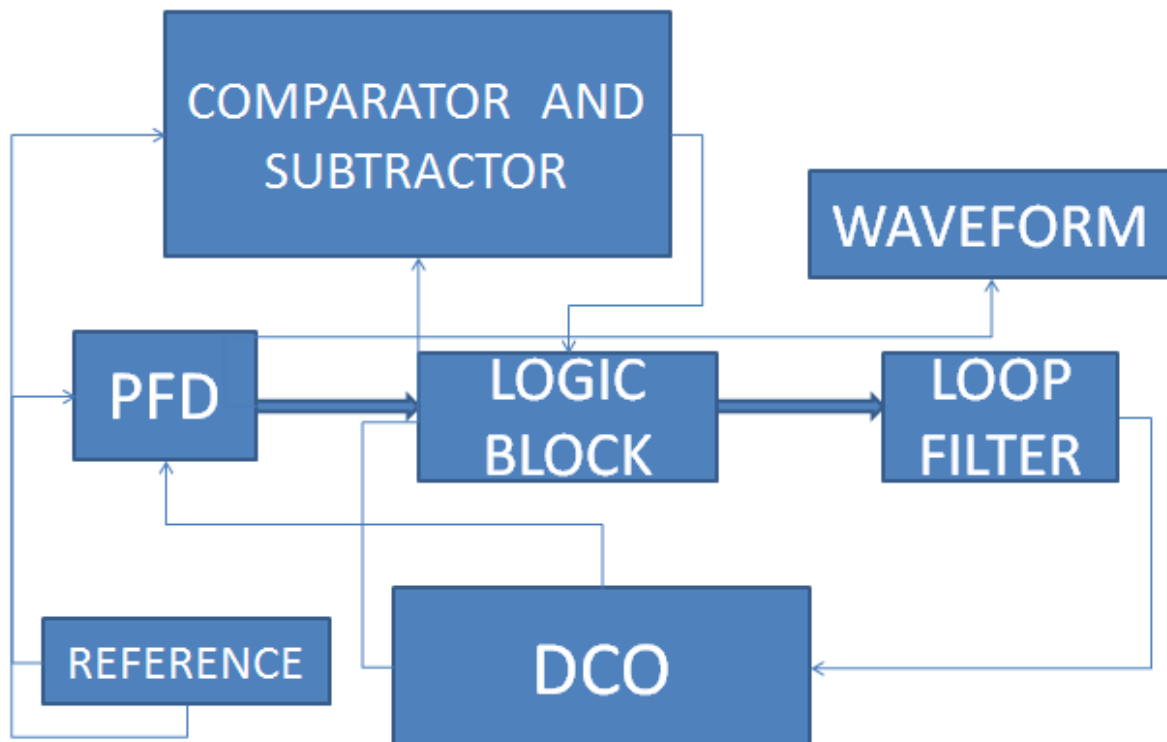 COMPARATOR AND
SUBTRACTOR
WAVEFORM
PFD
LOGIC
BLOCK
LOOP
FILTER
REFERENCE
DCO